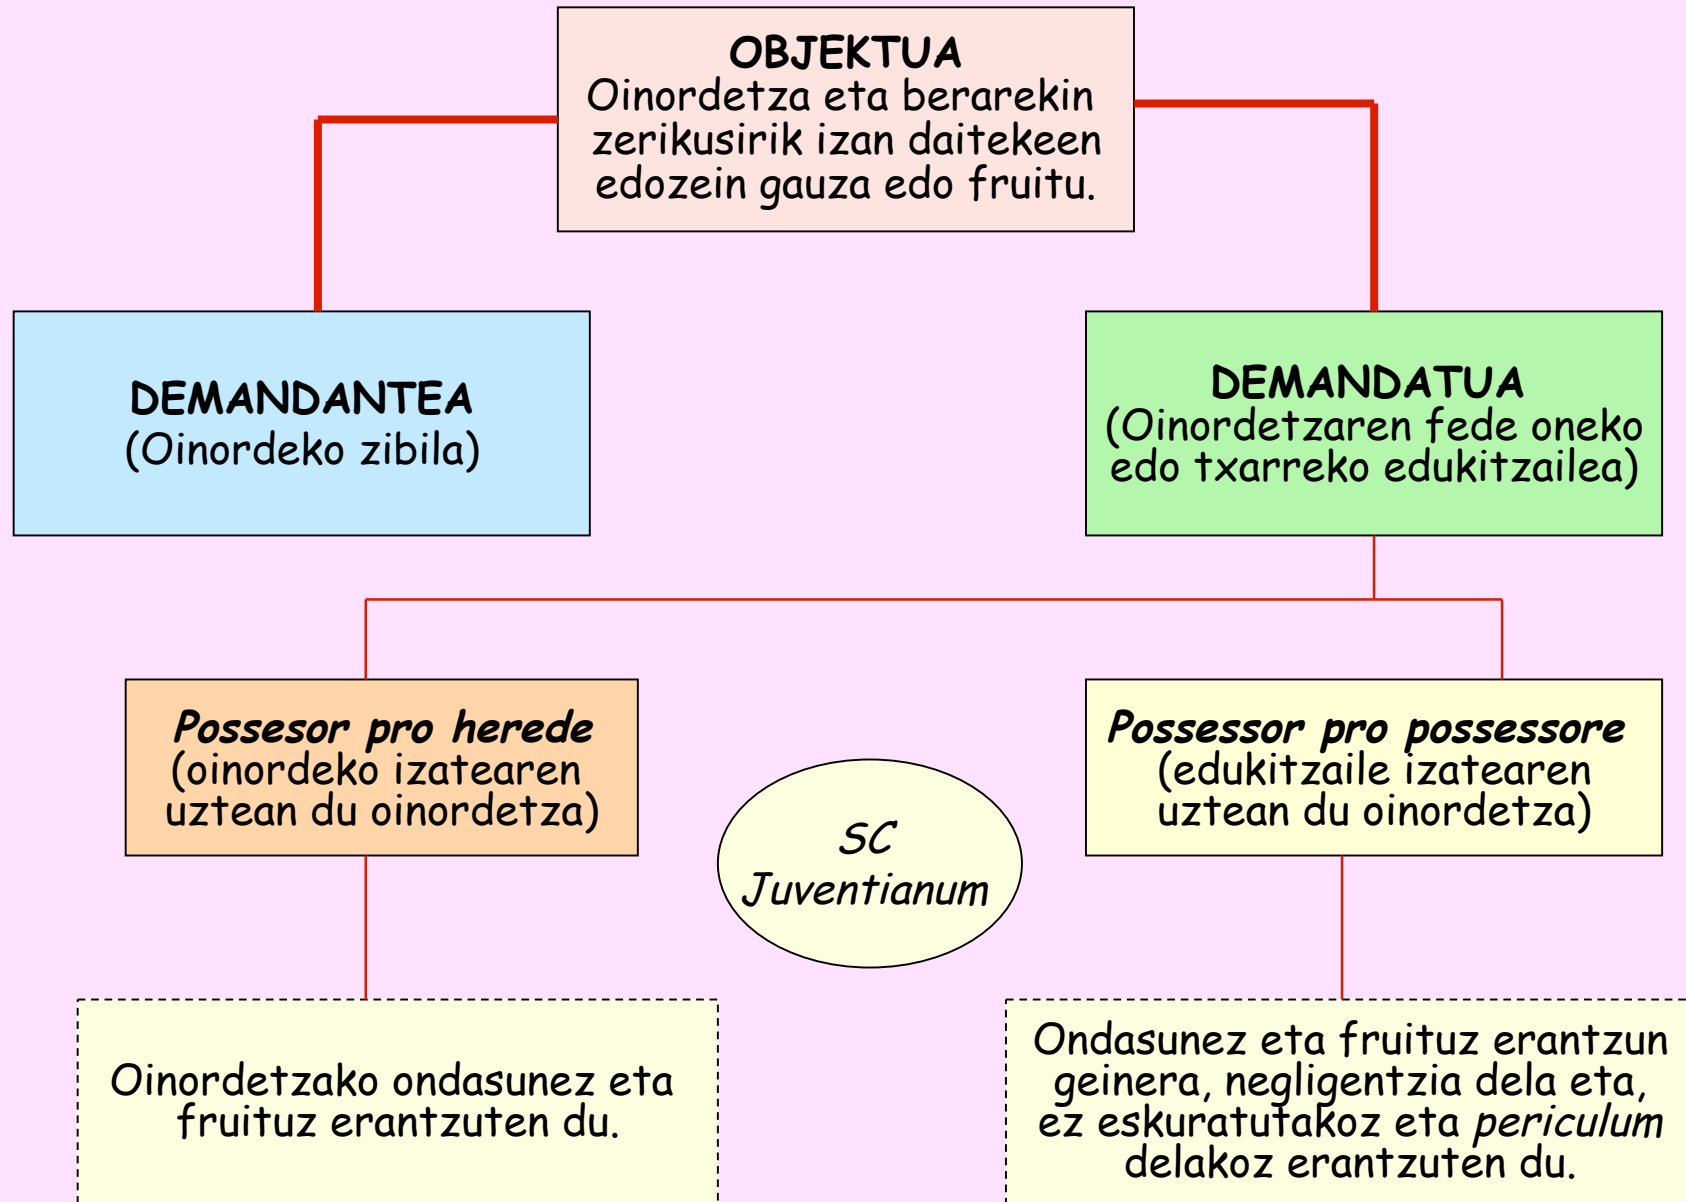 OBJEKTUA
Oinordetza eta berarekin
zerikusirik izan daitekeen
edozein gauza edo fruitu.
DEMANDANTEA
(Oinordeko zibila)
DEMANDATUA
(Oinordetzaren fede oneko
edo txarreko edukitzailea)
Possesor pro herede
(oinordeko izatearen
uztean du oinordetza)
Possessor pro possessore
(edukitzaile izatearen
uztean du oinordetza)
SC
Juventianum
Oinordetzako ondasunez eta
fruituz erantzuten du.
Ondasunez eta fruituz erantzun
geinera, negligentzia dela eta,
ez eskuratutakoz eta periculum
delakoz erantzuten du.